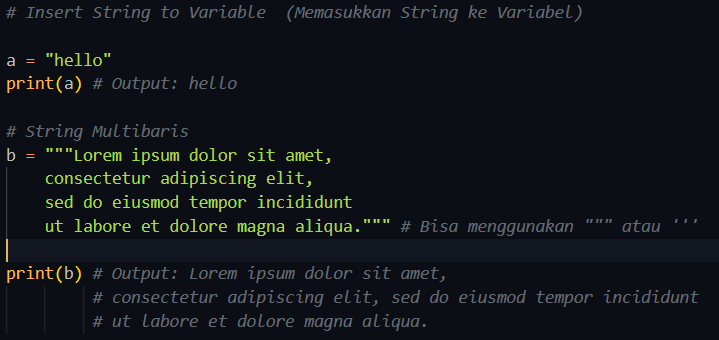 # Insert String to Variable  (Memasukkan String ke Variabel)
a = "hello"
print(a) # Output: hello
# String Multibaris
b = """Lorem ipsum dolor sit amet,
    consectetur adipiscing elit,
    sed do eiusmod tempor incididunt
    ut labore et dolore magna aliqua.""" # Bisa menggunakan """ atau '''
print(b) # Output: Lorem ipsum dolor sit amet,
         # consectetur adipiscing elit, sed do eiusmod tempor incididunt
         # ut labore et dolore magna aliqua.